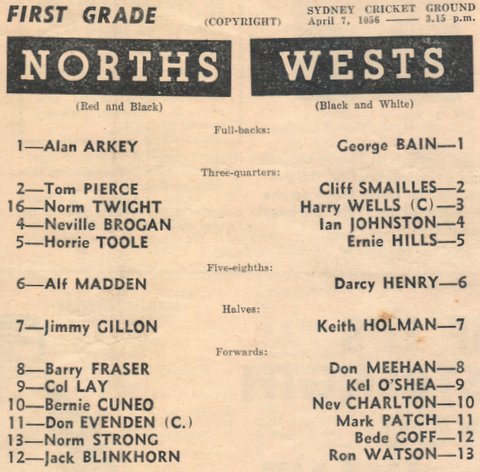 FIRST GRADE (COPYRIGHT) SYDNEY CRICKET GROUND
April 7, 1056 —— 3.15 p.m.
NORTHS WESTS
(Red and Black) (Black and White)
Full-backs:
1—Alan ARKEY George BAIN—1
Three-quarters:
2—Tom PIERCE Cliff SMAILLES—2
16—Norm TWIGHT Harry WELLS (C)—3
4—Neville BROGAN Ian JOHNSTON—4
5—Horrie TOOLE Ernie HILLS—5
Five-eighths:
6—Alf MADDEN Darcy HENRY—6
Halves:
7—Jimmy GILLON Keith HOLMAN—7
Forwards:
8—Barry FRASER Don MEEHAN—8
9—Col LAY Kel O'SHEA—9
10—Bernie CUNEO Nev CHARLTON—10
11—Don EVENDEN (C.) Mark PATCH—11
13—Norm STRONG Bede GOFF—12
12—Jack BLINKHORN Ron WATSON—13